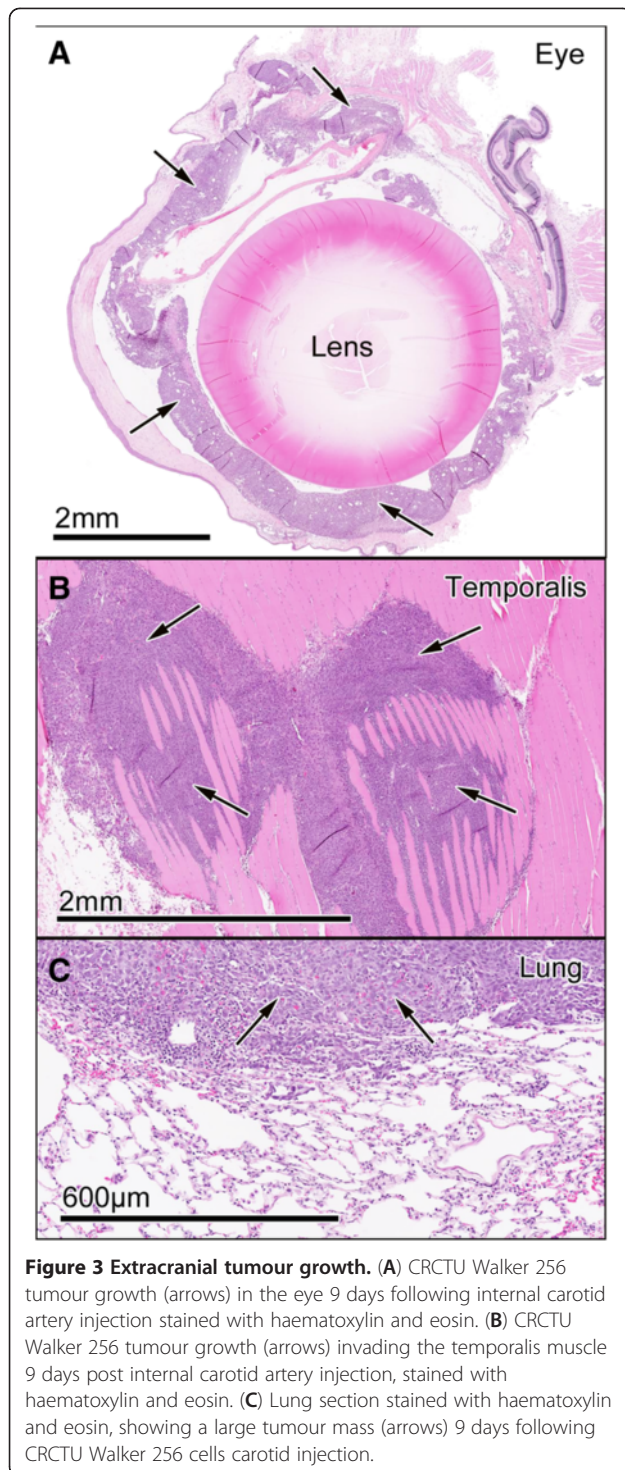 A
Eye
Lens
2mm
B
Temporalis
2mm
C
Lung
600µm
Figure 3 Extracranial tumour growth. (A) CRCTU Walker 256
tumour growth (arrows) in the eye 9 days following internal carotid
artery injection stained with haematoxylin and eosin. (B) CRCTU
Walker 256 tumour growth (arrows) invading the temporalis muscle
9 days post internal carotid artery injection, stained with
haematoxylin and eosin. (C) Lung section stained with haematoxylin
and eosin, showing a large tumour mass (arrows) 9 days following
CRCTU Walker 256 cells carotid injection.